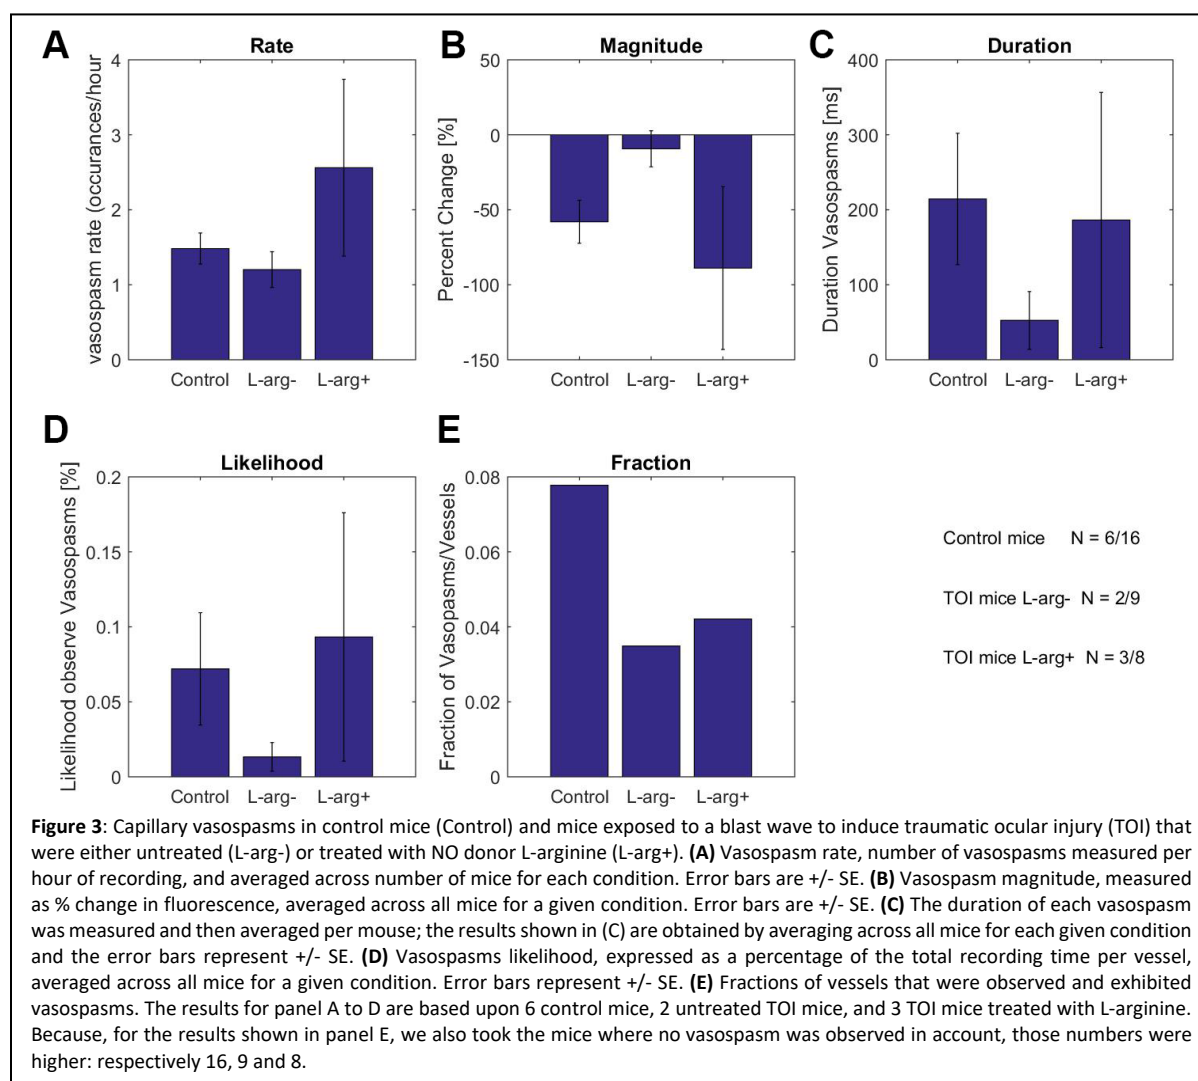 A
Rate
vasospasm rate (occurances/hour
4
3
2
1
0
Control L-arg- L-arg+
B
Magnitude
Percent Change [%]
50
0
-50
-100
-150
Control L-arg- L-arg+
C
Duration
Duration Vasospasms [ms]
400
300
200
100
0
Control L-arg- L-arg+
D
Likelihood
Likelihood observe Vasospasms [%]
0.2
0.15
0.1
0.05
0
Control L-arg- L-arg+
E
Fraction
Fraction of Vasopasms/Vessels
0.08
0.06
0.04
0.02
0
Control L-arg- L-arg+
Control mice N = 6/16
TOI mice L-arg- N = 2/9
TOI mice L-arg+ N = 3/8
Figure 3: Capillary vasospasms in control mice (Control) and mice exposed to a blast wave to induce traumatic ocular injury (TOI) that
were either untreated (L-arg-) or treated with NO donor L-arginine (L-arg+). (A) Vasospasm rate, number of vasospasms measured per
hour of recording, and averaged across number of mice for each condition. Error bars are +/- SE. (B) Vasospasm magnitude, measured
as % change in fluorescence, averaged across all mice for a given condition. Error bars are +/- SE. (C) The duration of each vasospasm
was measured and then averaged per mouse; the results shown in (C) are obtained by averaging across all mice for each given condition
and the error bars represent +/- SE. (D) Vasospasms likelihood, expressed as a percentage of the total recording time per vessel,
averaged across all mice for a given condition. Error bars represent +/- SE. (E) Fractions of vessels that were observed and exhibited
vasospasms. The results for panel A to D are based upon 6 control mice, 2 untreated TOI mice, and 3 TOI mice treated with L-arginine.
Because, for the results shown in panel E, we also took the mice where no vasospasm was observed in account, those numbers were
higher: respectively 16, 9 and 8.